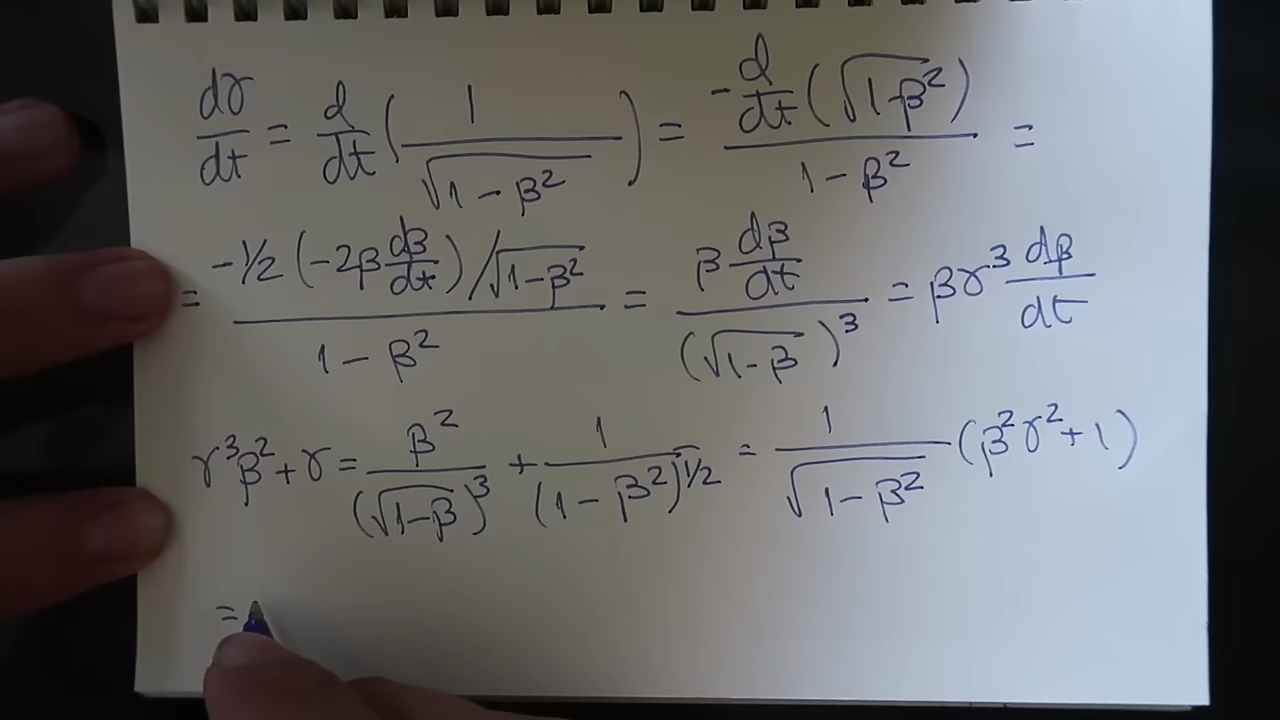 dγ/dt = d/dt (1/√(1-β²)) = -d/dt(√(1-β²))/(1-β²) =
= -1/2 (-2β dβ/dt)/√(1-β²)/(1-β²) = β dβ/dt/(√(1-β))³ = βγ³ dβ/dt
γ³β² + γ = β²/(√(1-β))³ + 1/(1-β²)^1/2 = 1/√(1-β²) (β²γ² + 1)
=